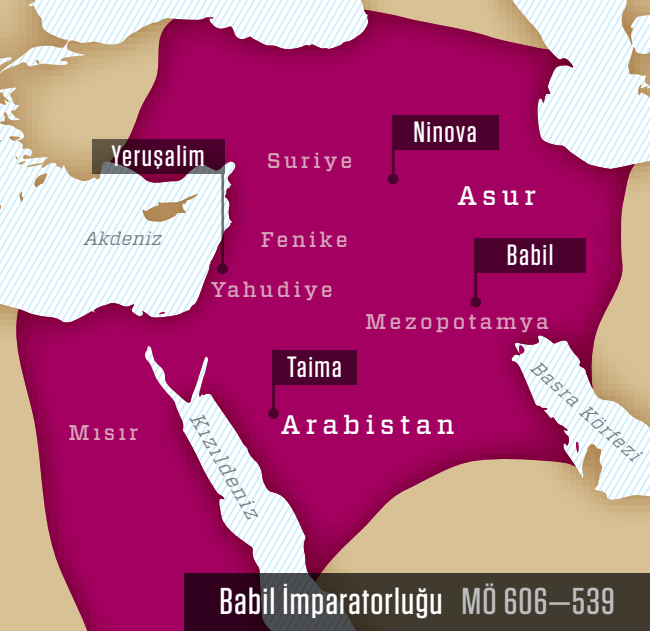 Ninova
Yeruşalim
Suriye
Asur
Akdeniz
Fenike
Babil
Yahudiye
Mezopotamya
Taima
Basra Körfezi
Arabistan
Mısır
Kızıldeniz
Babil İmparatorluğu MÖ 606—539